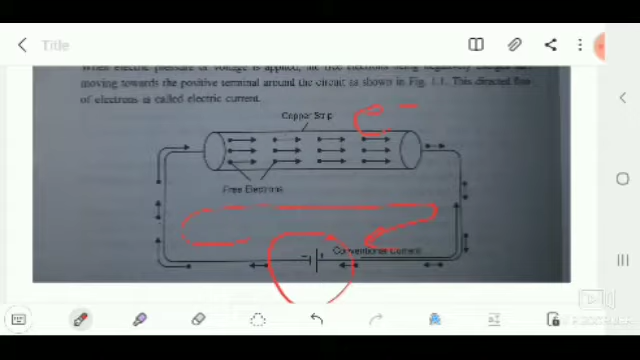 Title
When electric pressure or voltage is applied, the free electrons being negatively charged start
moving towards the positive terminal around the circuit as shown in Fig. 1.1. This directed flow
of electrons is called electric current.
Copper Strip
e-
Free Electrons
Conventional Current